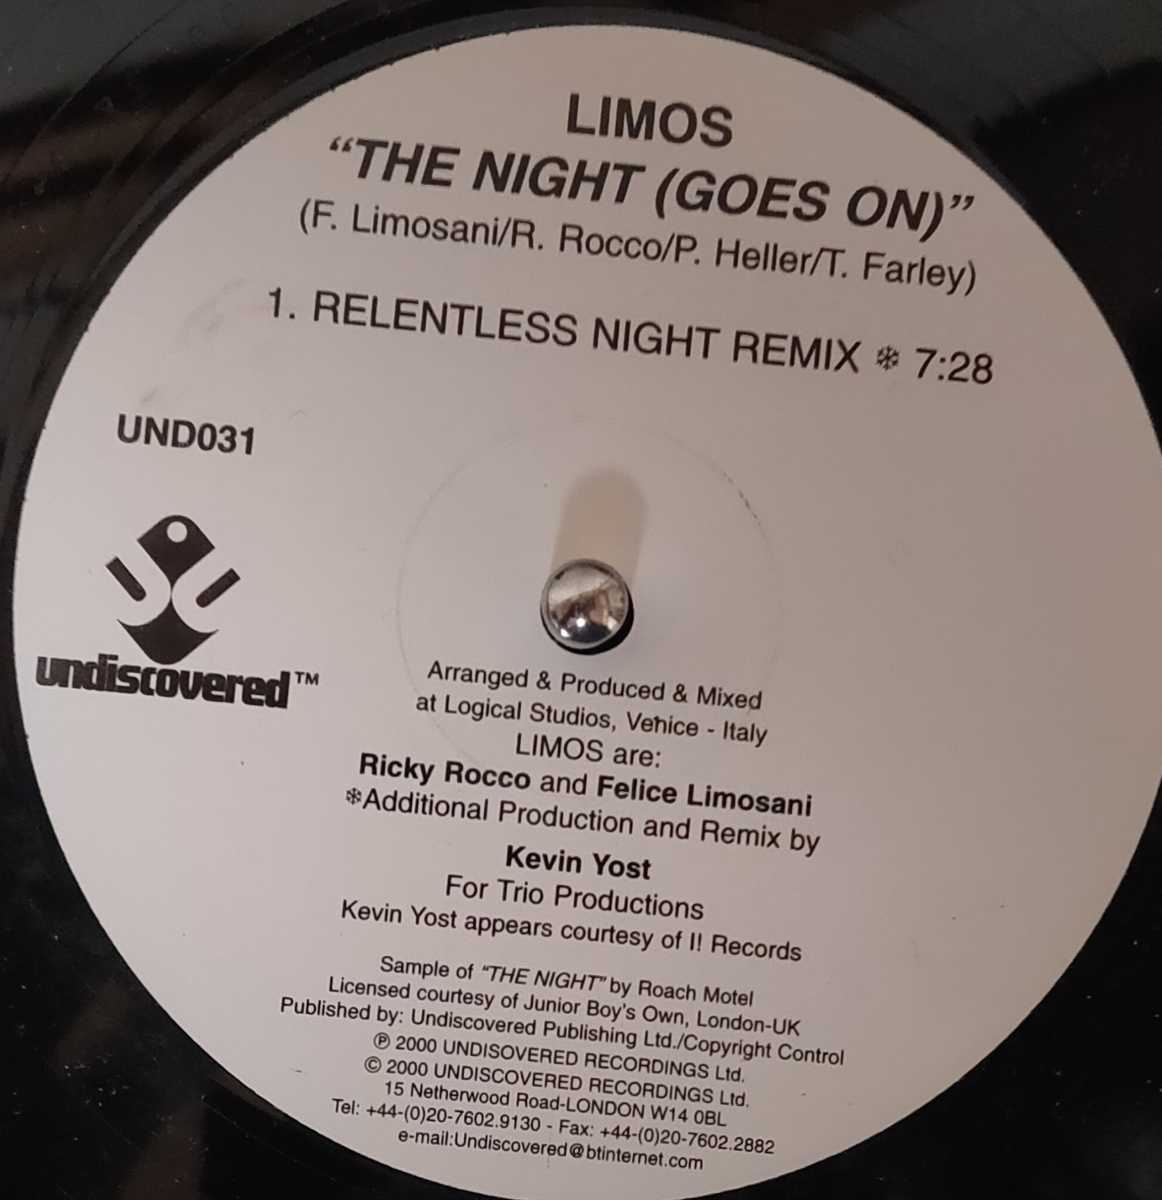 LIMOS
“THE NIGHT (GOES ON)”
(F. Limosani/R. Rocco/P. Heller/T. Farley)
1. RELENTLESS NIGHT REMIX ❄ 7:28
UND031
undiscovered™
Arranged & Produced & Mixed
at Logical Studios, Venice - Italy
LIMOS are:
Ricky Rocco and Felice Limosani
❄Additional Production and Remix by
Kevin Yost
For Trio Productions
Kevin Yost appears courtesy of I! Records
Sample of “THE NIGHT” by Roach Motel
Licensed courtesy of Junior Boy's Own, London-UK
Published by: Undiscovered Publishing Ltd./Copyright Control
℗ 2000 UNDISOVERED RECORDINGS Ltd.
© 2000 UNDISCOVERED RECORDINGS Ltd.
15 Netherwood Road-LONDON W14 0BL
Tel: +44-(0)20-7602.9130 - Fax: +44-(0)20-7602.2882
e-mail:Undiscovered@btinternet.com